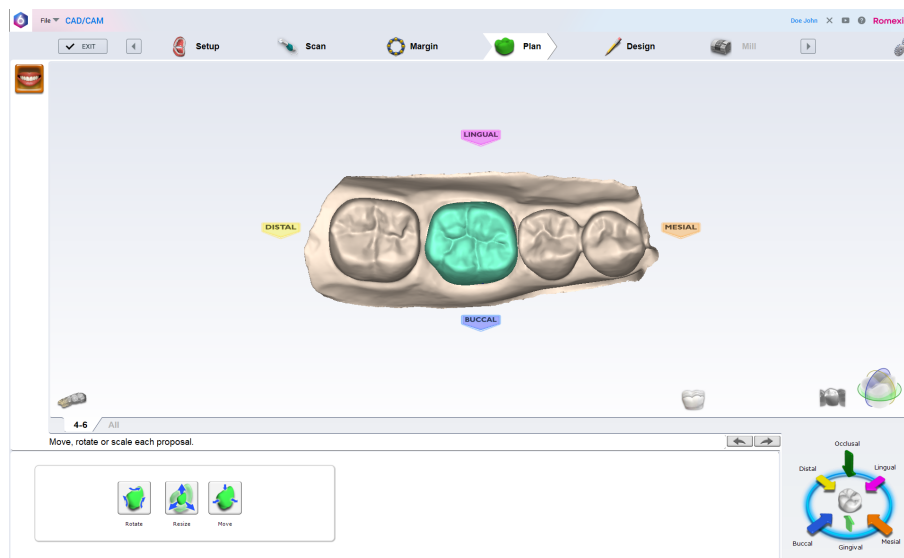 File CAD/CAM Doe John Romexi
EXIT Setup Scan Margin Plan Design Mill
LINGUAL
DISTAL MESIAL
BUCCAL
4-6 All
Move, rotate or scale each proposal.
Occlusal
Distal Lingual
Rotate Resize Move
Buccal Gingival Mesial